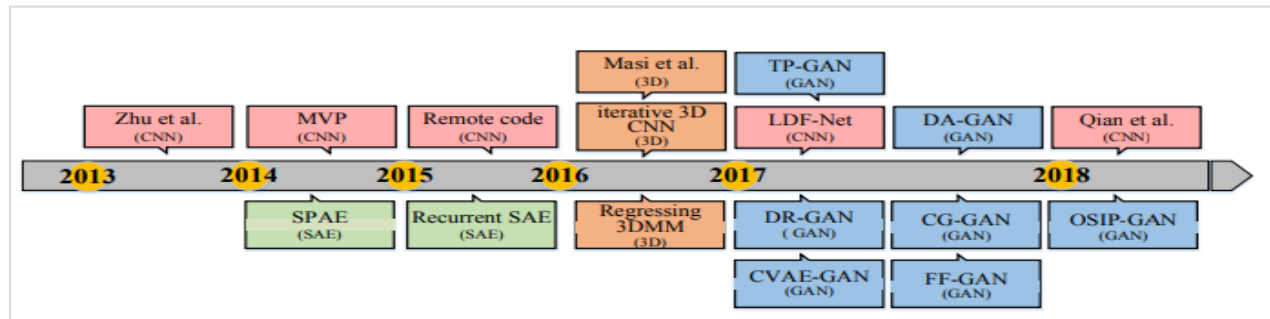 Masi et al.
(3D)
TP-GAN
(GAN)
Zhu et al.
(CNN)
MVP
(CNN)
Remote code
(CNN)
iterative 3D
CNN
(3D)
LDF-Net
(CNN)
DA-GAN
(GAN)
Qian et al.
(CNN)
2013
2014
2015
2016
2017
2018
SPAE
(SAE)
Recurrent SAE
(SAE)
Regressing
3DMM
(3D)
DR-GAN
( GAN)
CG-GAN
(GAN)
OSIP-GAN
(GAN)
CVAE-GAN
(GAN)
FF-GAN
(GAN)